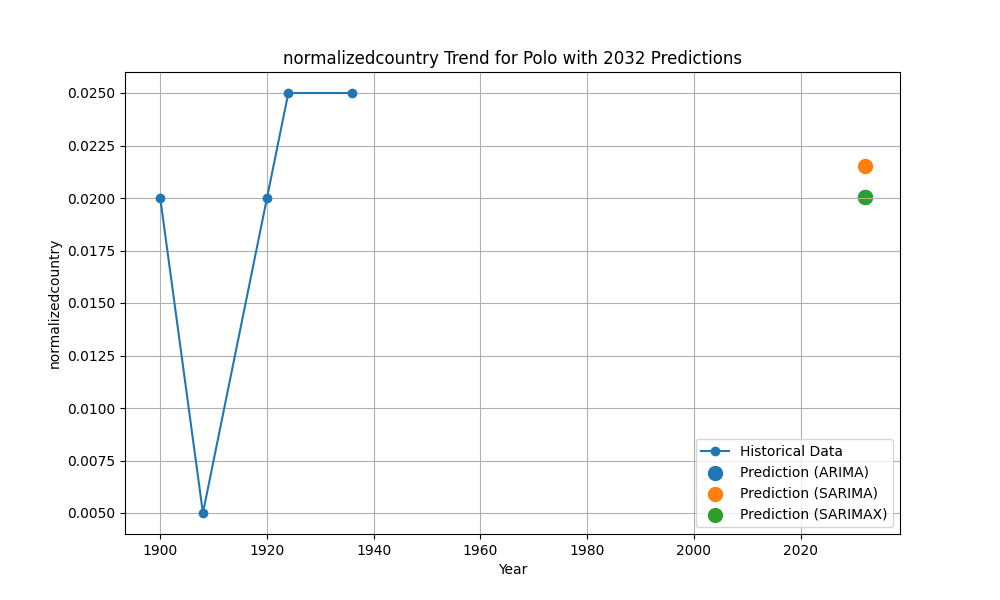 normalizedcountry Trend for Polo with 2032 Predictions
normalizedcountry
0.0250
0.0225
0.0200
0.0175
0.0150
0.0125
0.0100
0.0075
0.0050
Historical Data
Prediction (ARIMA)
Prediction (SARIMA)
Prediction (SARIMAX)
1900 1920 1940 1960 1980 2000 2020
Year